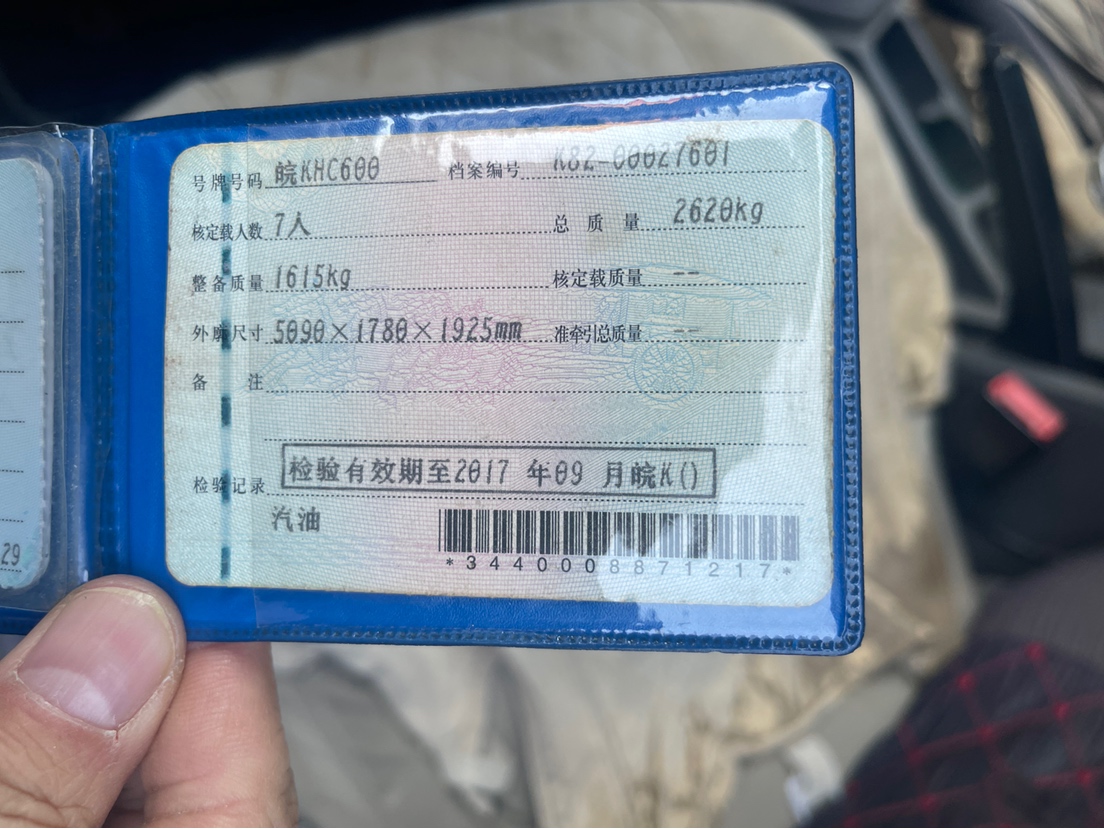 号牌号码 皖KHC600 档案编号 K82-00027601
核定载人数 7人 总质量 2620kg
整备质量 1615kg 核定载质量 --
外廓尺寸 5090×1780×1925mm 准牵引总质量 --
备注
检验记录 检验有效期至2017 年09 月皖K()
汽油
*3440008871217*
29